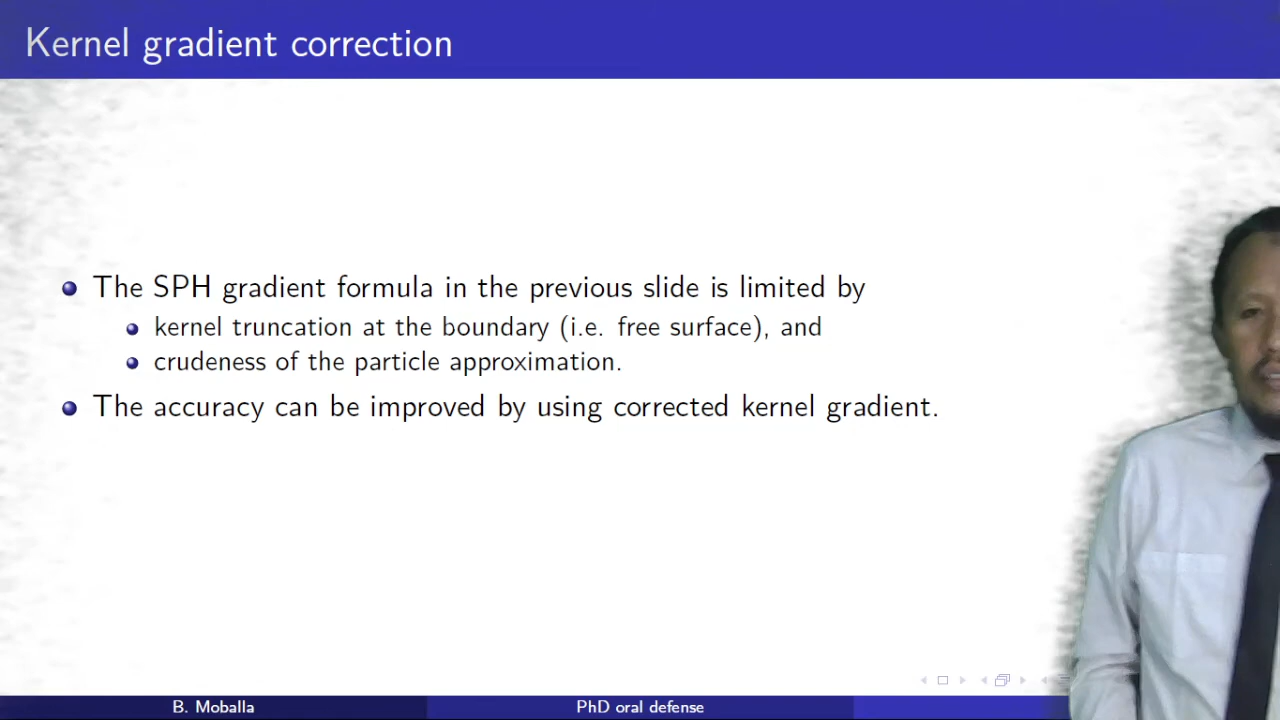 Kernel gradient correction
The SPH gradient formula in the previous slide is limited by
kernel truncation at the boundary (i.e. free surface), and
crudeness of the particle approximation.
The accuracy can be improved by using corrected kernel gradient.
B. Moballa PhD oral defense